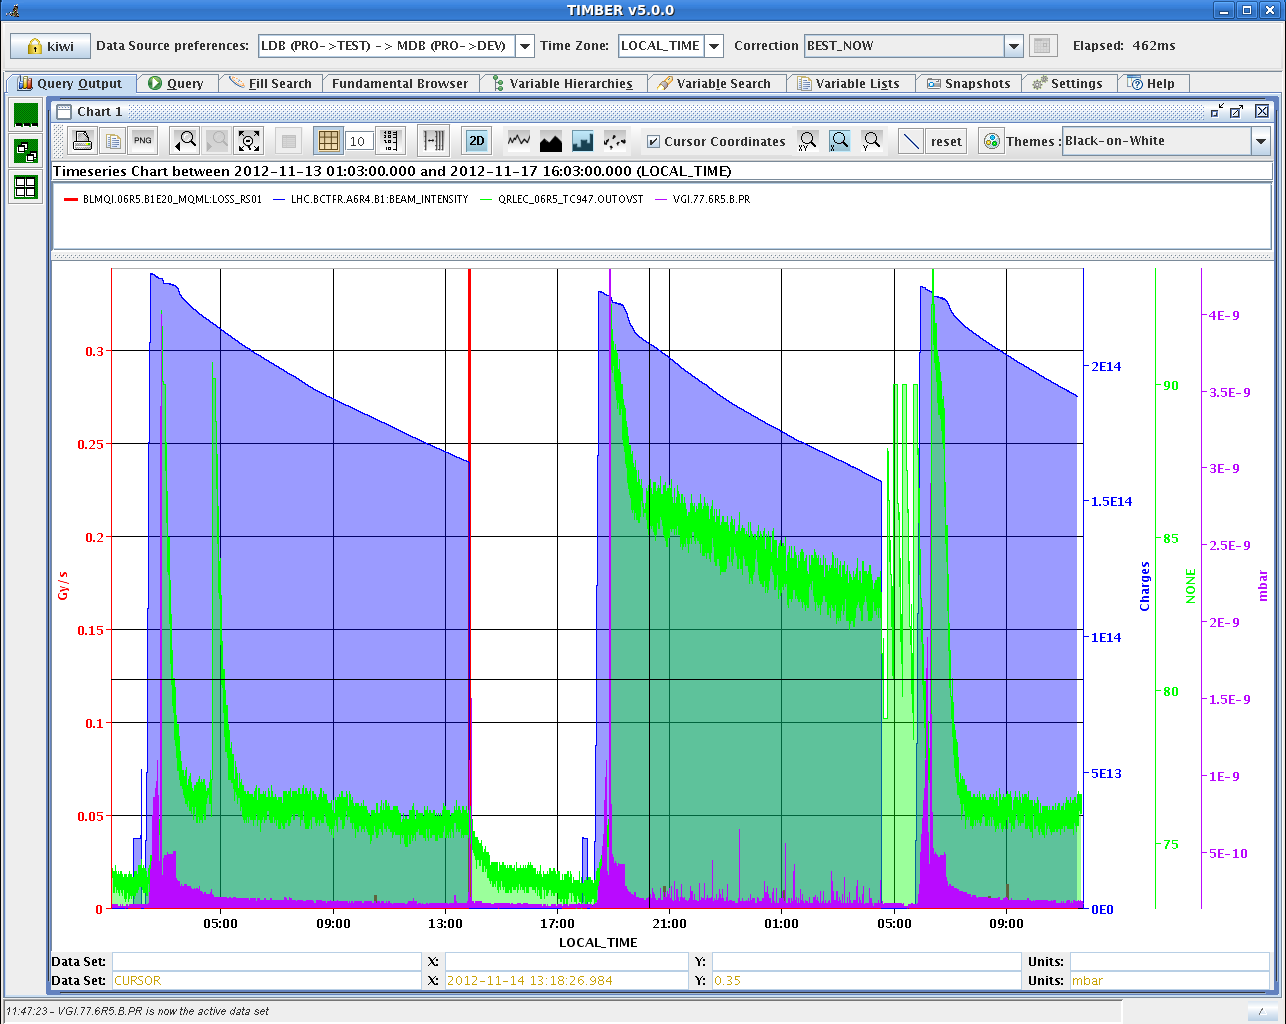 TIMBER v5.0.0
kiwi Data Source preferences: LDB (PRO->TEST) -> MDB (PRO->DEV) Time Zone: LOCAL_TIME Correction BEST_NOW Elapsed: 462ms
Query Output Query Fill Search Fundamental Browser Variable Hierarchies Variable Search Variable Lists Snapshots Settings Help
Chart 1
PNG 10 2D Cursor Coordinates XY X Y reset Themes : Black-on-White
Timeseries Chart between 2012-11-13 01:03:00.000 and 2012-11-17 16:03:00.000 (LOCAL_TIME)
BLMQI.06R5.B1E20_MQML:LOSS_RS01 LHC.BCTFR.A6R4.B1:BEAM_INTENSITY QRLEC_06R5_TC947.OUTOVST VGI.77.6R5.B.PR
0.3
0.25
0.2
0.15
0.1
0.05
0
Gy/s
2E14
1.5E14
1E14
5E13
0E0
Charges
90
85
80
75
NONE
4E-9
3.5E-9
3E-9
2.5E-9
2E-9
1.5E-9
1E-9
5E-10
mbar
05:00 09:00 13:00 17:00 21:00 01:00 05:00 09:00
LOCAL_TIME
Data Set: X: Y: Units:
Data Set: CURSOR X: 2012-11-14 13:18:26.984 Y: 0.35 Units: mbar
11:47:23 - VGI.77.6R5.B.PR is now the active data set